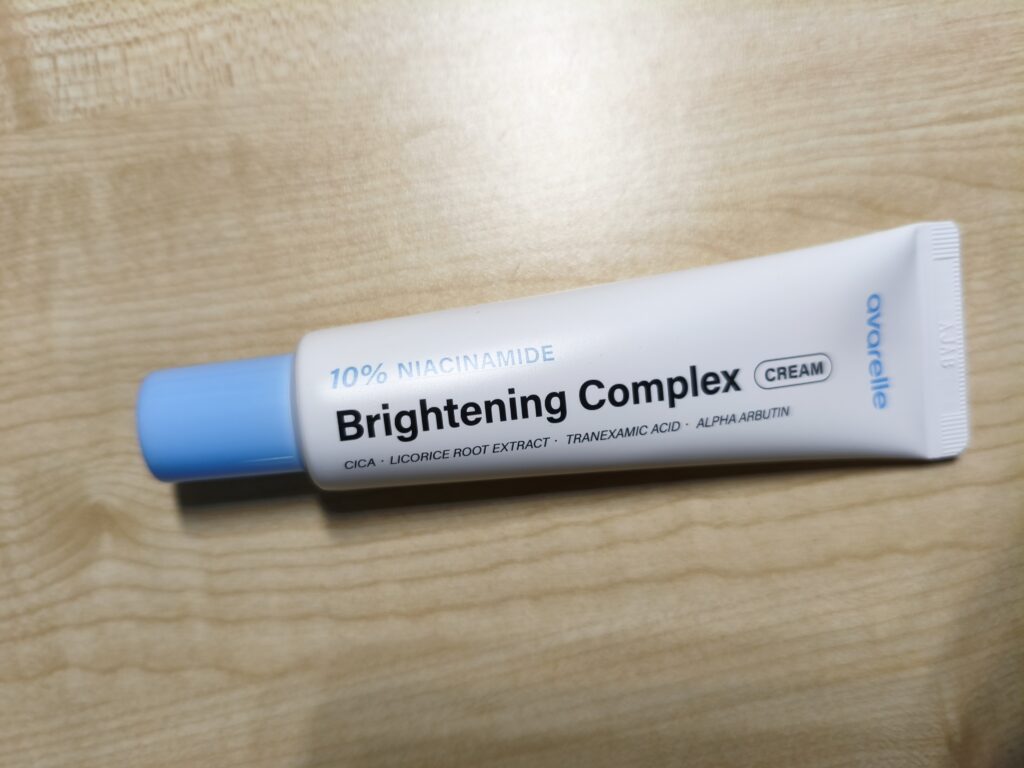 10% NIACINAMIDE
Brightening Complex CREAM
CICA · LICORICE ROOT EXTRACT · TRANEXAMIC ACID · ALPHA ARBUTIN
avarelle